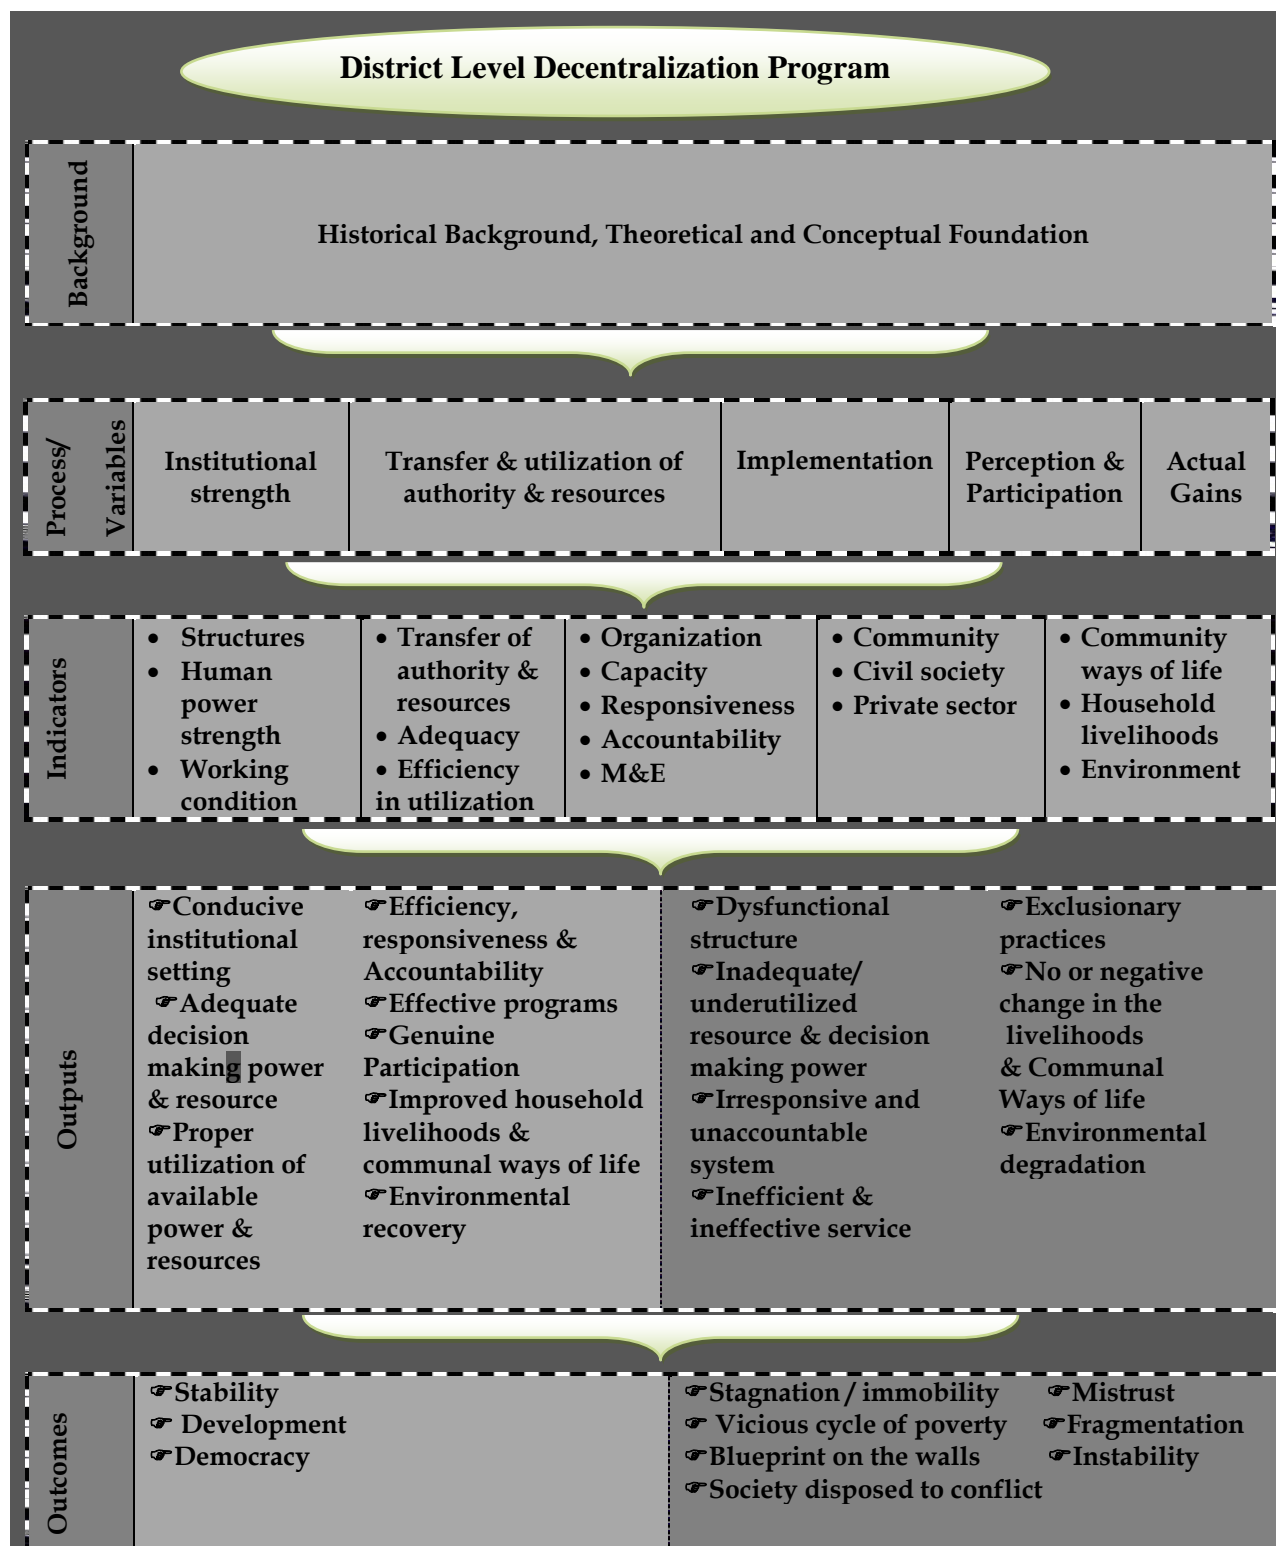 District Level Decentralization Program
Background
Historical Background, Theoretical and Conceptual Foundation
Process/
Variables
Institutional
strength
Transfer & utilization of
authority & resources
Implementation
Perception &
Participation
Actual
Gains
Indicators
• Structures
• Human
power
strength
• Working
condition
• Transfer of
authority &
resources
• Adequacy
• Efficiency
in utilization
• Organization
• Capacity
• Responsiveness
• Accountability
• M&E
• Community
• Civil society
• Private sector
• Community
ways of life
• Household
livelihoods
• Environment
Outputs
☞Conducive
institutional
setting
☞Adequate
decision
making power
& resource
☞Proper
utilization of
available
power &
resources
☞Efficiency,
responsiveness &
Accountability
☞Effective programs
☞Genuine
Participation
☞Improved household
livelihoods &
communal ways of life
☞Environmental
recovery
☞Dysfunctional
structure
☞Inadequate/
underutilized
resource & decision
making power
☞Irresponsive and
unaccountable
system
☞Inefficient &
ineffective service
☞Exclusionary
practices
☞No or negative
change in the
livelihoods
& Communal
Ways of life
☞Environmental
degradation
Outcomes
☞Stability
☞ Development
☞Democracy
☞Stagnation / immobility
☞ Vicious cycle of poverty
☞Blueprint on the walls
☞Society disposed to conflict
☞Mistrust
☞Fragmentation
☞Instability